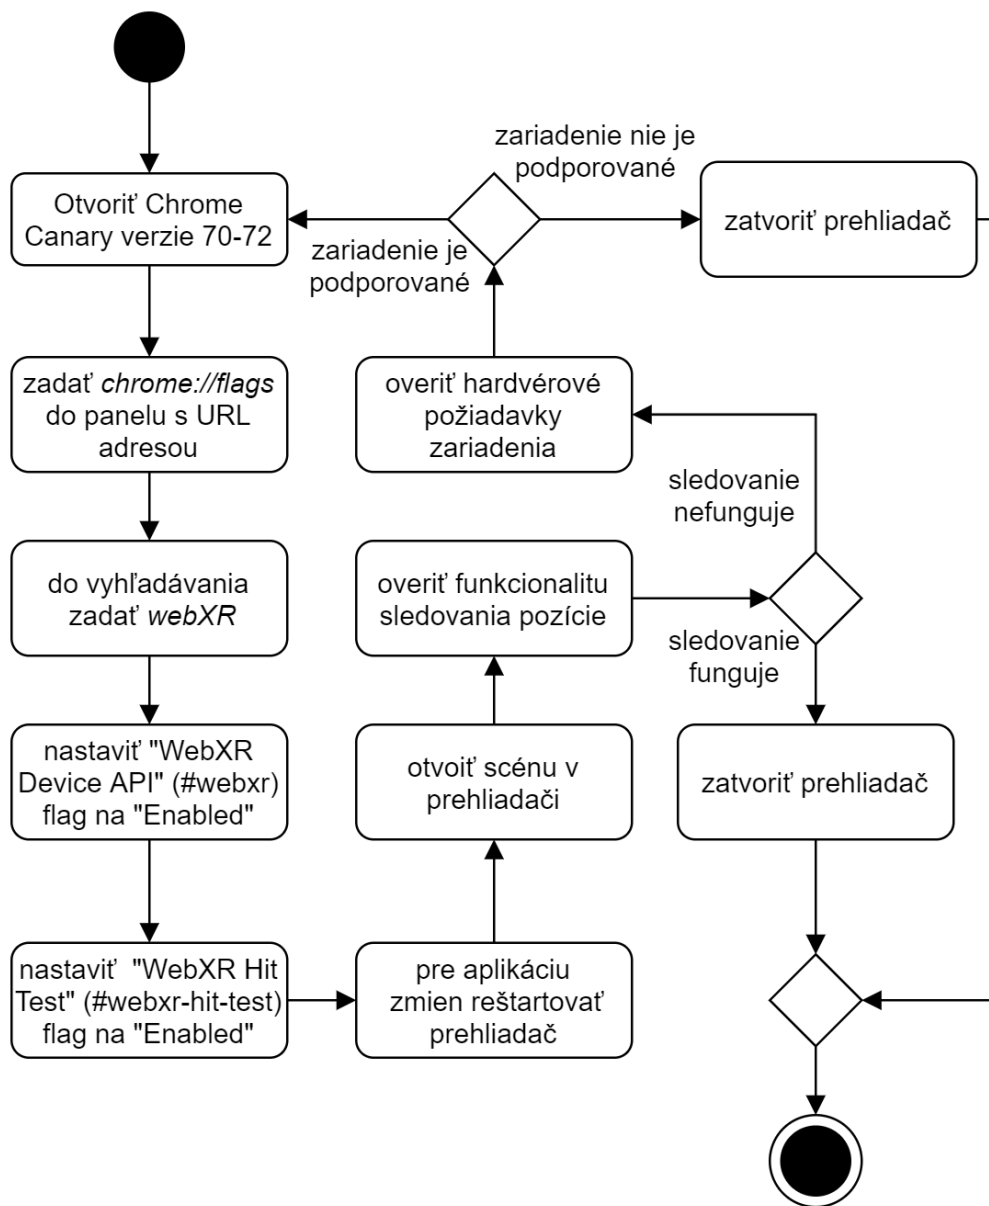 Otvoriť Chrome
Canary verzie 70-72
zadať chrome://flags
do panelu s URL
adresou
do vyhľadávania
zadať webXR
nastaviť "WebXR
Device API" (#webxr)
flag na "Enabled"
nastaviť "WebXR Hit
Test" (#webxr-hit-test)
flag na "Enabled"
pre aplikáciu
zmien reštartovať
prehliadač
otvoiť scénu v
prehliadači
overiť funkcionalitu
sledovania pozície
sledovanie
nefunguje
sledovanie
funguje
overiť hardvérové
požiadavky
zariadenia
zariadenie je
podporované
zariadenie nie je
podporované
zatvoriť prehliadač
zatvoriť prehliadač